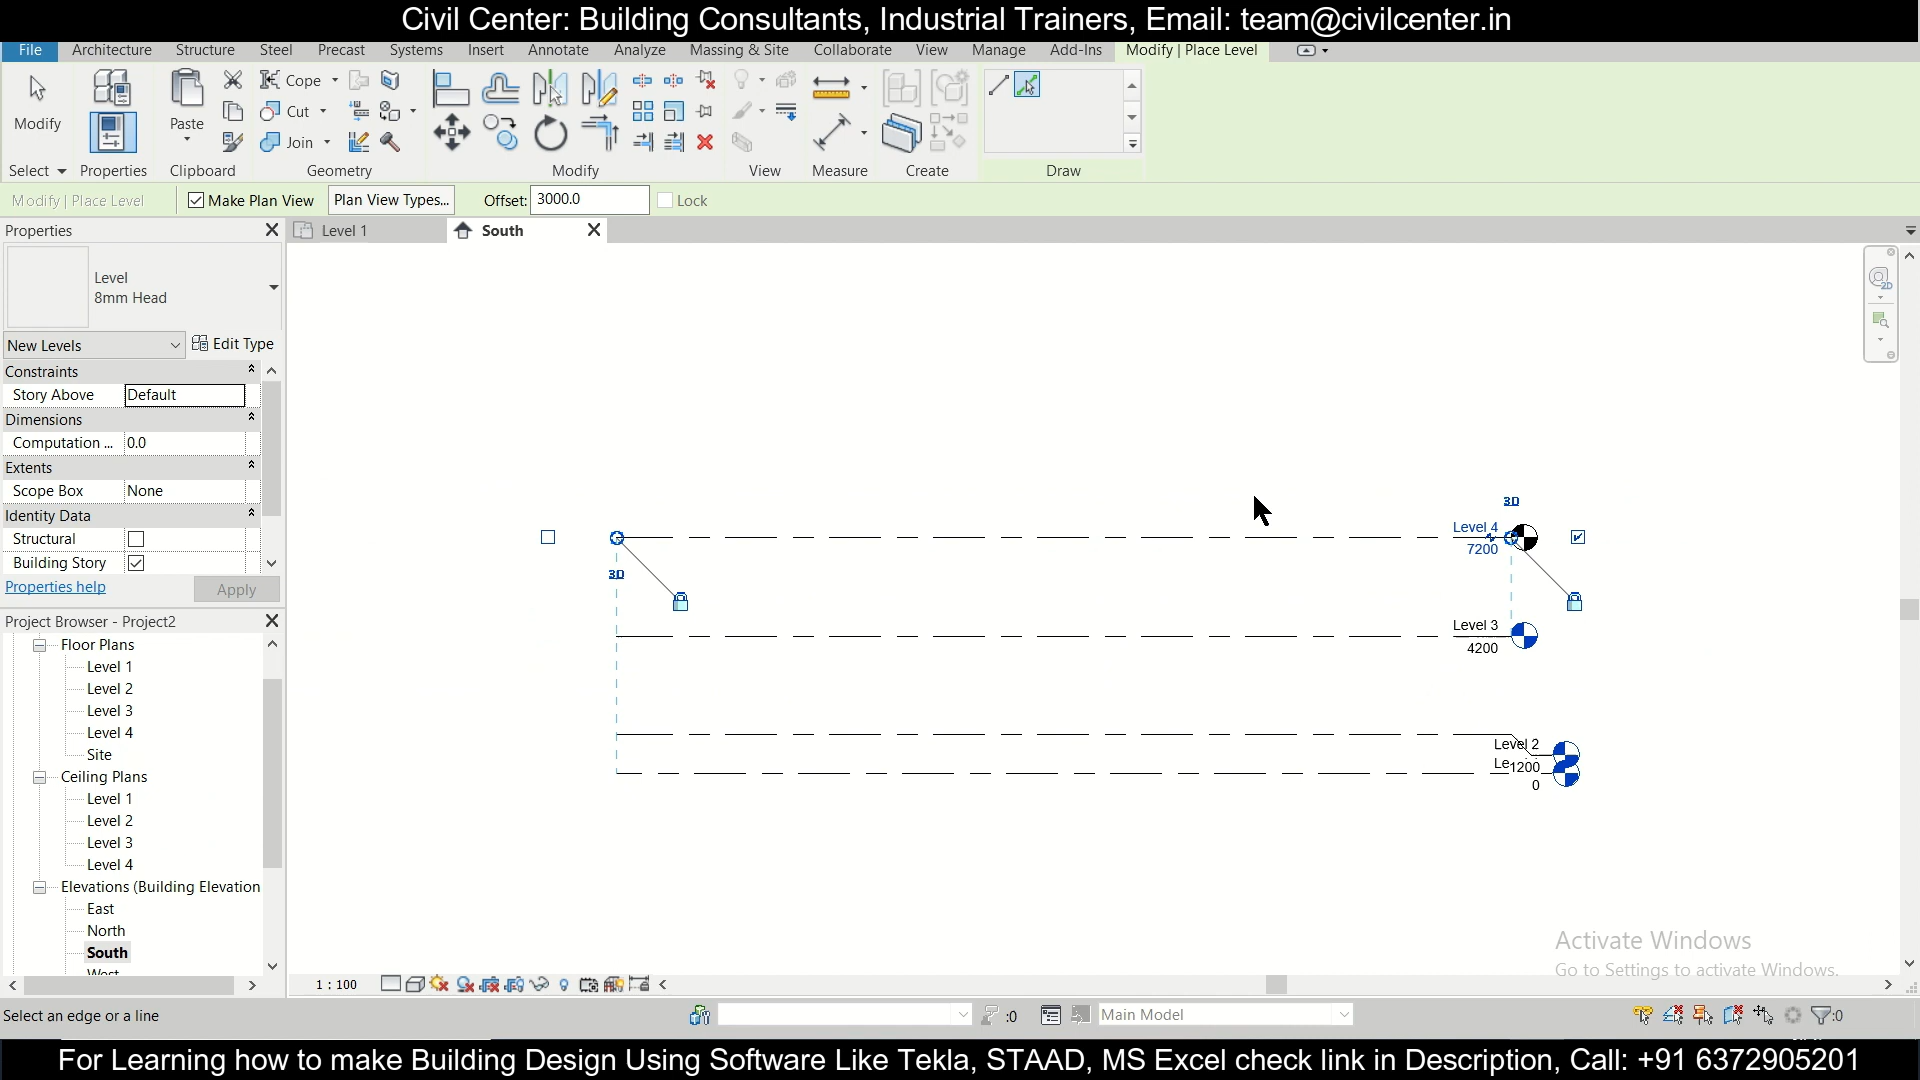 Civil Center: Building Consultants, Industrial Trainers, Email: team@civilcenter.in
File Architecture Structure Steel Precast Systems Insert Annotate Analyze Massing & Site Collaborate View Manage Add-Ins Modify | Place Level
Modify Paste Cope Cut Join
Select Properties Clipboard Geometry Modify View Measure Create Draw
Modify | Place Level Make Plan View Plan View Types... Offset: 3000.0 Lock
Properties
Level 1
South
Level
8mm Head
New Levels Edit Type
Constraints
Story Above Default
Dimensions
Computation ... 0.0
Extents
Scope Box None
Identity Data
Structural
Building Story
Properties help Apply
Project Browser - Project2
Floor Plans
Level 1
Level 2
Level 3
Level 4
Site
Ceiling Plans
Level 1
Level 2
Level 3
Level 4
Elevations (Building Elevation
East
North
South
2D
3D
Level 4
7200
3D
Level 3
4200
Level 2
Le 1200
0
Activate Windows
Go to Settings to activate Windows.
1 : 100
Select an edge or a line :0 Main Model :0
For Learning how to make Building Design Using Software Like Tekla, STAAD, MS Excel check link in Description, Call: +91 6372905201